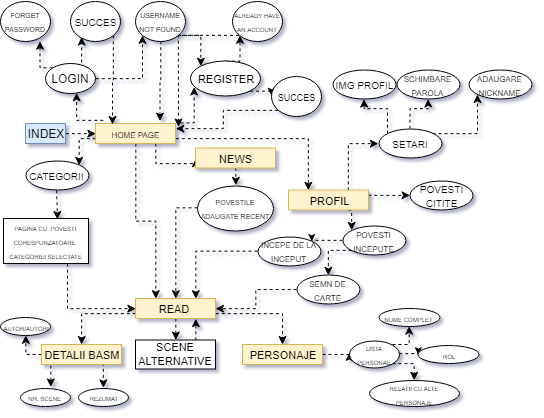 FORGET
PASSWORD
SUCCES
USERNAME
NOT FOUND
ALREADY HAVE
AN ACCOUNT
LOGIN
REGISTER
SUCCES
IMG PROFIL
SCHIMBARE
PAROLA
ADAUGARE
NICKNAME
INDEX
HOME PAGE
SETARI
NEWS
CATEGORII
POVESTILE
ADAUGATE RECENT
PROFIL
POVESTI
CITITE
PAGINA CU POVESTI
CORESPUNZATOARE
CATEGORIEI SELECTATE
INCEPE DE LA
INCEPUT
POVESTI
INCEPUTE
SEMN DE
CARTE
READ
AUTOR/AUTORI
NUME COMPLET
DETALII BASM
SCENE
ALTERNATIVE
PERSONAJE
LISTA
PERSONAE
ROL
NR. SCENE
REZUMAT
RELATII CU ALTE
PERSONAJE